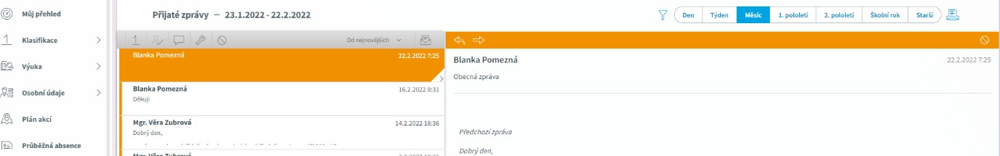 Můj přehled
Klasifikace
Výuka
Osobní údaje
Plán akcí
Průběžná absence
Přijaté zprávy — 23.1.2022 - 22.2.2022
Den Týden Měsíc 1. pololetí 2. pololetí Školní rok Starší
1 Od nejnovějších
Blanka Pomezná 22.2.2022 7:25
Blanka Pomezná 16.2.2022 8:31
Děkuji
Mgr. Věra Zubrová 14.2.2022 18:36
Dobrý den,
Mgr. Věra Zubrová
Blanka Pomezná 22.2.2022 7:25
Obecná zpráva
Předchozí zpráva
Dobrý den,